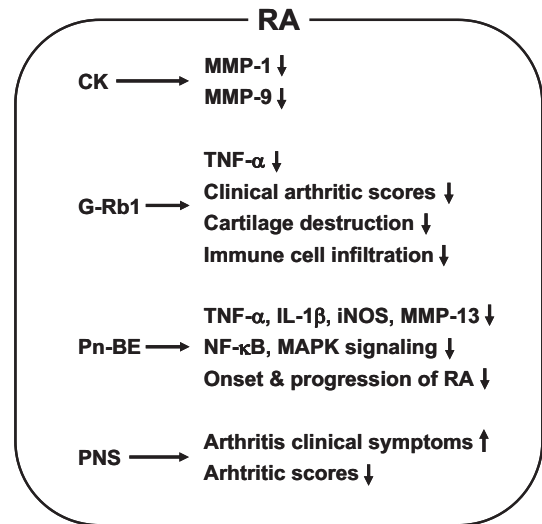 RA
CK → MMP-1 ↓
MMP-9 ↓
G-Rb1 → TNF-α ↓
Clinical arthritic scores ↓
Cartilage destruction ↓
Immune cell infiltration ↓
Pn-BE → TNF-α, IL-1β, iNOS, MMP-13 ↓
NF-κB, MAPK signaling ↓
Onset & progression of RA ↓
PNS → Arthritis clinical symptoms ↑
Arhtritic scores ↓